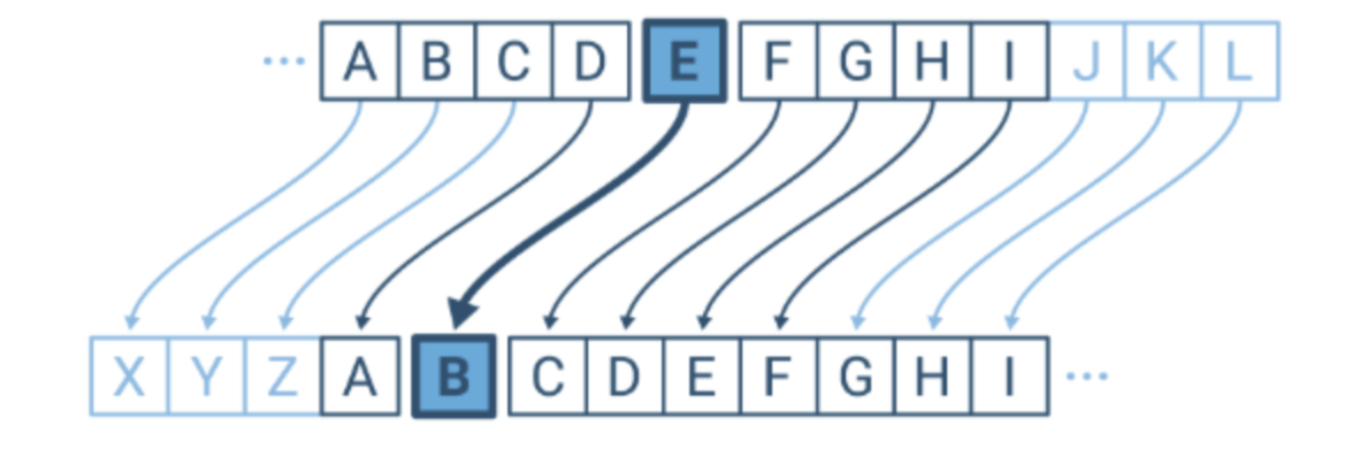 ... A B C D E F G H I J K L
X Y Z A B C D E F G H I ...